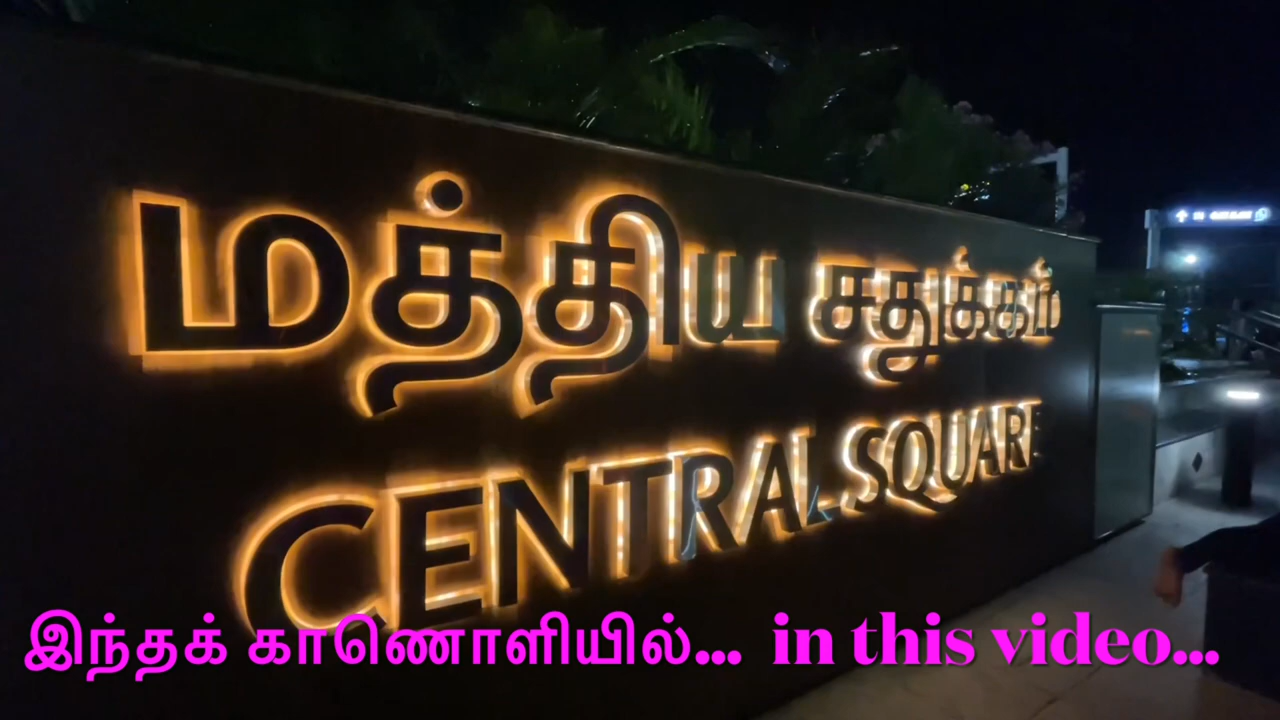 மத்திய சதுக்கம்
CENTRAL SQUARE
இந்தக் காணொளியில்... in this video...